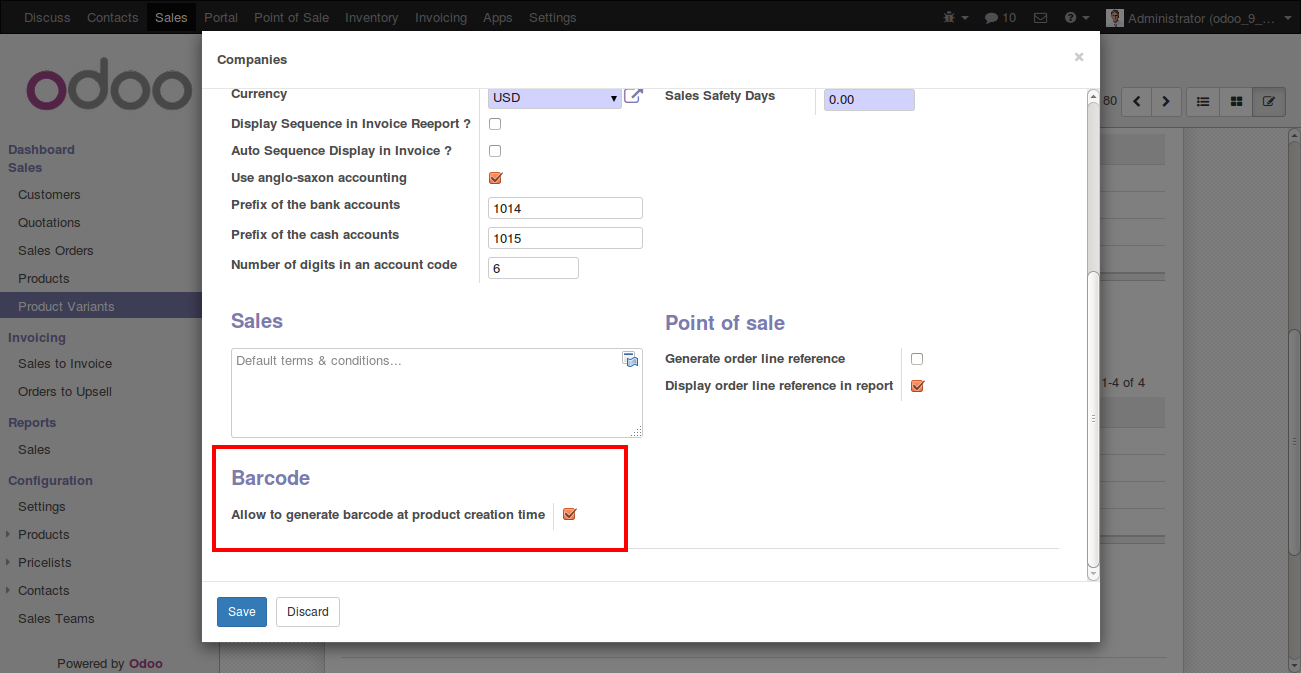 Discuss Contacts Sales Portal Point of Sale Inventory Invoicing Apps Settings 10 Administrator (odoo_9_...
odoo
Dashboard
Sales
Customers
Quotations
Sales Orders
Products
Product Variants
Invoicing
Sales to Invoice
Orders to Upsell
Reports
Sales
Configuration
Settings
Products
Pricelists
Contacts
Sales Teams
Powered by Odoo
Companies ×
Currency USD
Display Sequence in Invoice Reeport ?
Auto Sequence Display in Invoice ?
Use anglo-saxon accounting
Prefix of the bank accounts 1014
Prefix of the cash accounts 1015
Number of digits in an account code 6
Sales Safety Days 0.00
Sales
Default terms & conditions...
Point of sale
Generate order line reference
Display order line reference in report
Barcode
Allow to generate barcode at product creation time
Save Discard
80
1-4 of 4